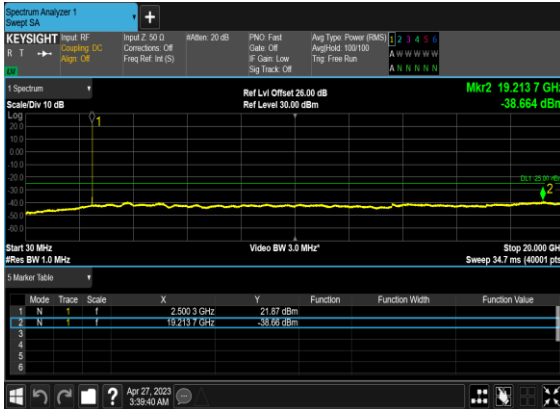 Spectrum Analyzer 1
Swept SA
+
KEYSIGHT Input: RF Input Z: 50 Ω #Atten: 20 dB PNO: Fast Avg Type: Power (RMS) 1 2 3 4 5 6
R T Coupling: DC Corrections: Off Gate: Off Avg|Hold: 100/100 A W W W W W
Align: Off Freq Ref: Int (S) IF Gain: Low Trig: Free Run
Sig Track: Off A N N N N N
1 Spectrum Ref Lvl Offset 26.00 dB Mkr2 19.213 7 GHz
Scale/Div 10 dB Ref Level 30.00 dBm -38.664 dBm
Log
20.0
10.0
0.00
-10.0
-20.0
-30.0
-40.0
-50.0
-60.0
1
2
Start 30 MHz Video BW 3.0 MHz* Stop 20.000 GHz
#Res BW 1.0 MHz Sweep 34.7 ms (40001 pts)
5 Marker Table
Mode Trace Scale X Y Function Function Width Function Value
1 N 1 f 2.500 3 GHz 21.87 dBm
2 N 1 f 19.213 7 GHz -38.66 dBm
3
4
5
6
? Apr 27, 2023
3:39:40 AM